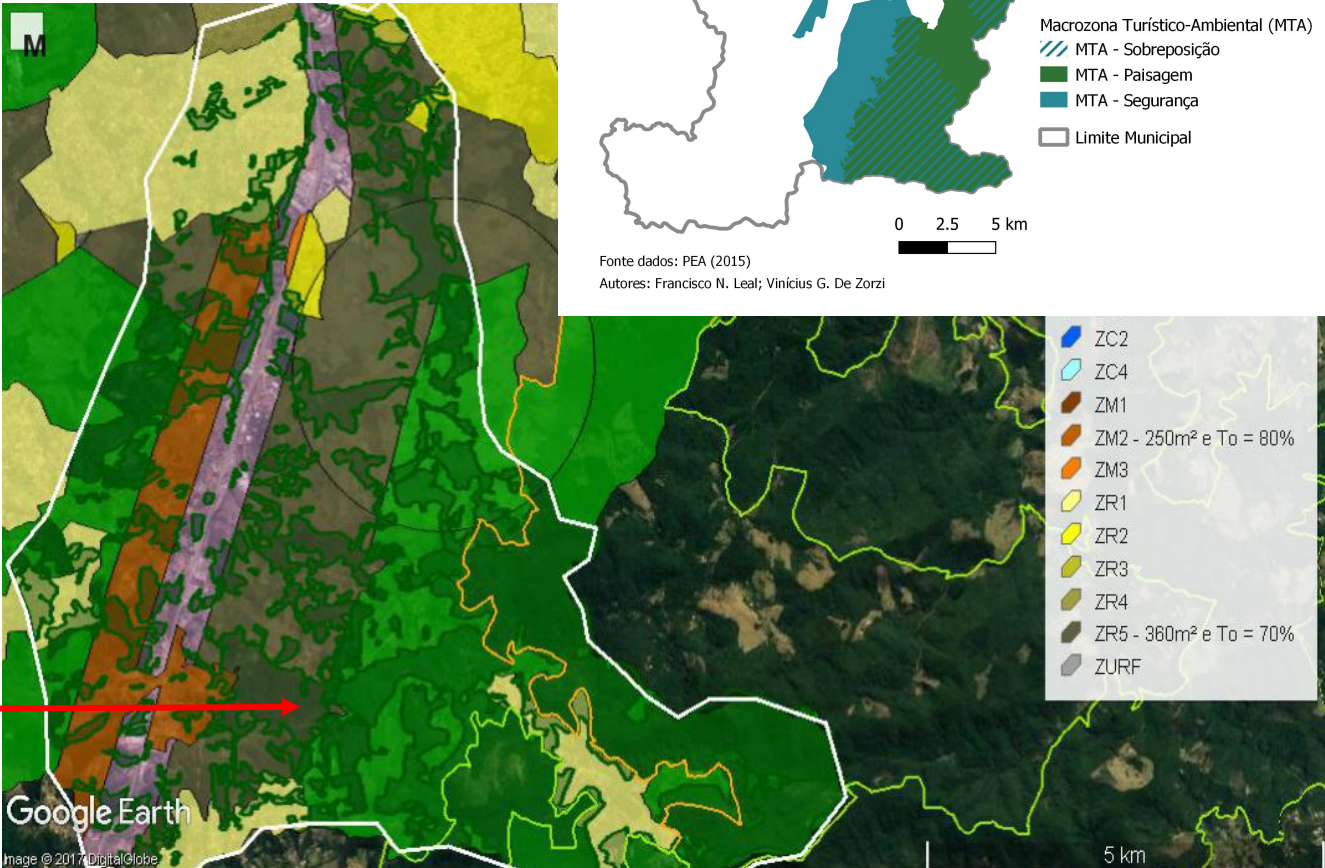 M
Macrozona Turístico-Ambiental (MTA)
MTA - Sobreposição
MTA - Paisagem
MTA - Segurança
Limite Municipal
0 2.5 5 km
Fonte dados: PEA (2015)
Autores: Francisco N. Leal; Vinícius G. De Zorzi
ZC2
ZC4
ZM1
ZM2 - 250m² e To = 80%
ZM3
ZR1
ZR2
ZR3
ZR4
ZR5 - 360m² e To = 70%
ZURF
Google Earth
Image © 2017 DigitalGlobe
5 km